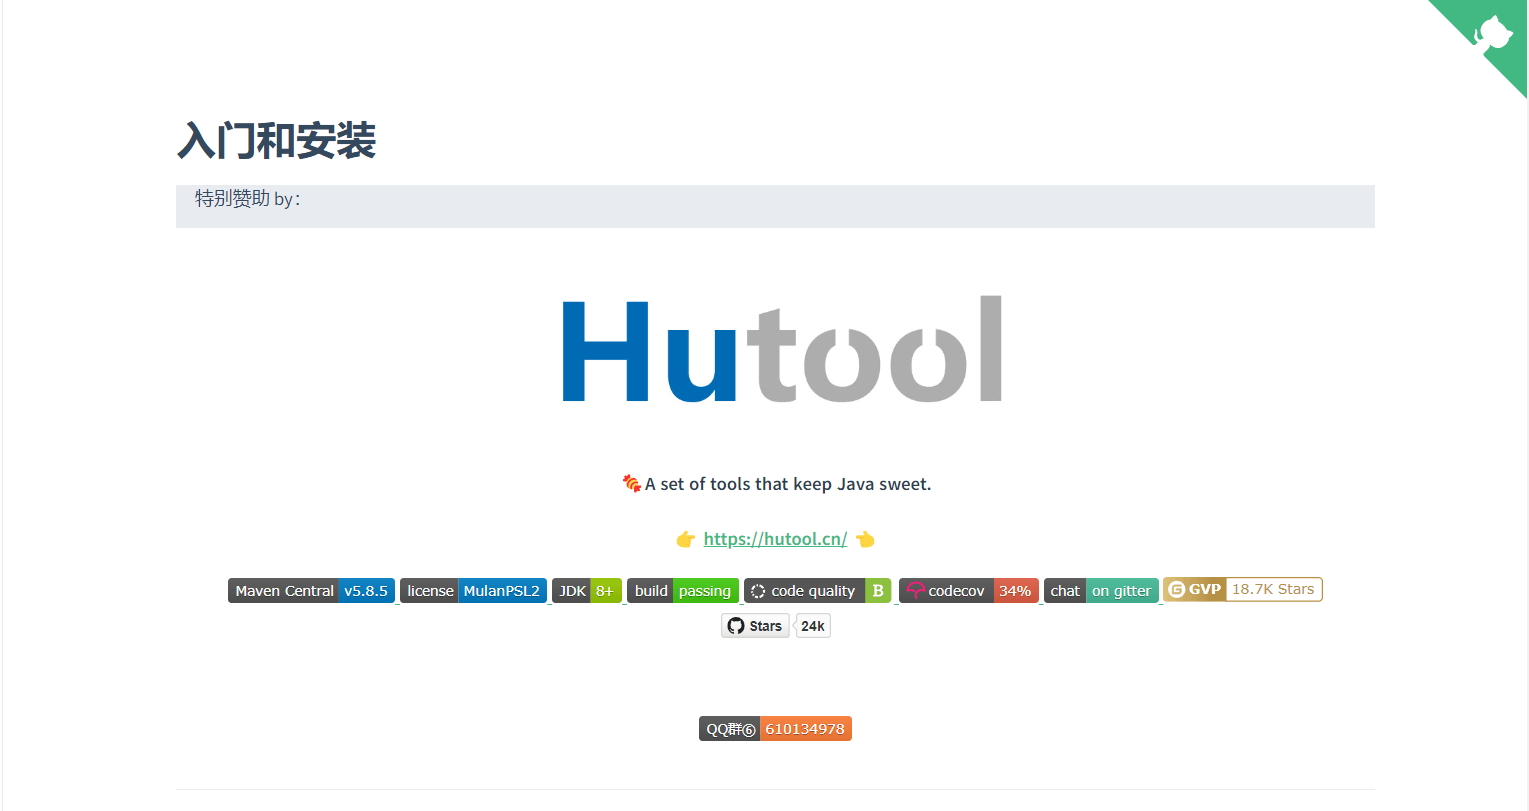 入门和安装
特别赞助 by：
Hutool
🍬A set of tools that keep Java sweet.
👉 https://hutool.cn/ 👈
Maven Central v5.8.5 license MulanPSL2 JDK 8+ build passing code quality B codecov 34% chat on gitter G GVP 18.7K Stars
Stars 24k
QQ群⑥ 610134978